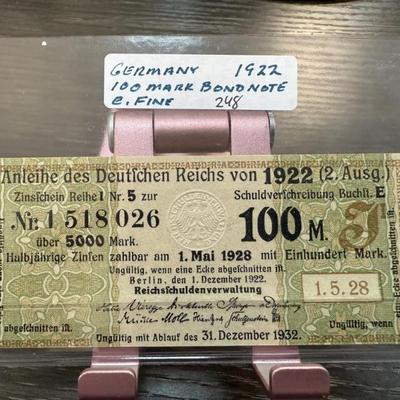 GERMANY 1922
100 MARK BOND NOTE
E. FINE 248
Anleihe des Deutschen Reichs von 1922 (2. Ausg.)
Zinsschein Reihe I Nr. 5 zur Schuldverschreibung Buchst. E
Nr. 1 518 026 100 M. J
über 5000 Mark.
Halbjährige Zinsen zahlbar am 1. Mai 1928 mit Einhundert Mark.
Ungültig, wenn eine Ecke abgeschnitten ist.
Berlin, den 1. Dezember 1922.
1.5.28
Reichsschuldenverwaltung
abgeschnitten ist.
Ungültig, wenn
Ungültig mit Ablauf des 31. Dezember 1932.